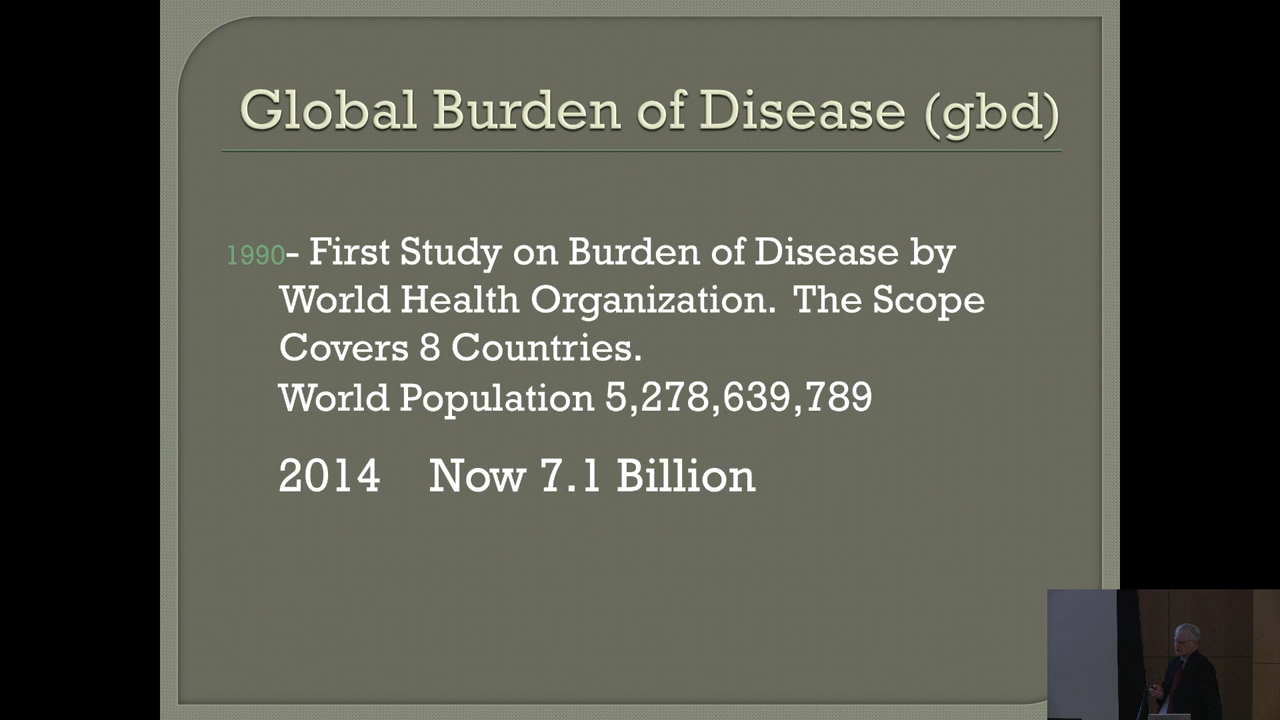 Global Burden of Disease (gbd)
1990- First Study on Burden of Disease by
World Health Organization. The Scope
Covers 8 Countries.
World Population 5,278,639,789
2014 Now 7.1 Billion